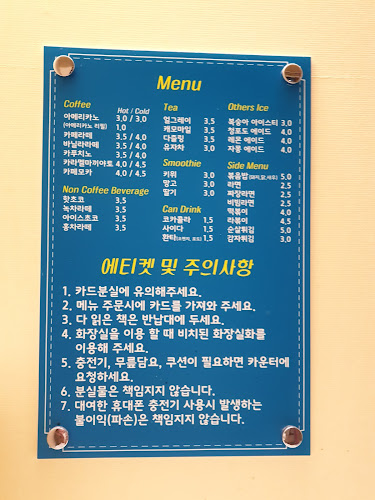 Menu
Coffee
Hot / Cold
아메리카노 3,0 / 3,0
(아메리카노 리필) 1,0
카페라떼 3,5 / 4,0
바닐라라떼 3,5 / 4,0
카푸치노 3,5 / 4,0
카라멜마끼아또 4,0 / 4,5
카페모카 4,0 / 4,5
Non Coffee Beverage
핫초코 3,5
녹차라떼 3,5
아이스초코 3,5
홍차라떼 3,5
Tea
얼그레이 3,5
캐모마일 3,5
다즐링 3,5
유자차 3,0
Smoothie
키위 3,0
망고 3,0
딸기 3,0
Can Drink
코카콜라 1,5
사이다 1,5
환타(오렌지, 포도) 1,5
Others Ice
복숭아 아이스티 3,0
청포도 에이드 4,0
레몬 에이드 4,0
자몽 에이드 4,0
Side Menu
볶음밥(돼지,닭,새우) 5,0
라면 2,5
짜장라면 2,5
비빔라면 2,5
떡볶이 4,0
라볶이 4,5
순살튀김 5,0
감자튀김 3,0
에티켓 및 주의사항
1. 카드분실에 유의해주세요.
2. 메뉴 주문시에 카드를 가져와 주세요.
3. 다 읽은 책은 반납대에 두세요.
4. 화장실을 이용 할 때 비치된 화장실화를
이용해 주세요.
5. 충전기, 무릎담요, 쿠션이 필요하면 카운터에
요청하세요.
6. 분실물은 책임지지 않습니다.
7. 대여한 휴대폰 충전기 사용시 발생하는
불이익(파손)은 책임지지 않습니다.